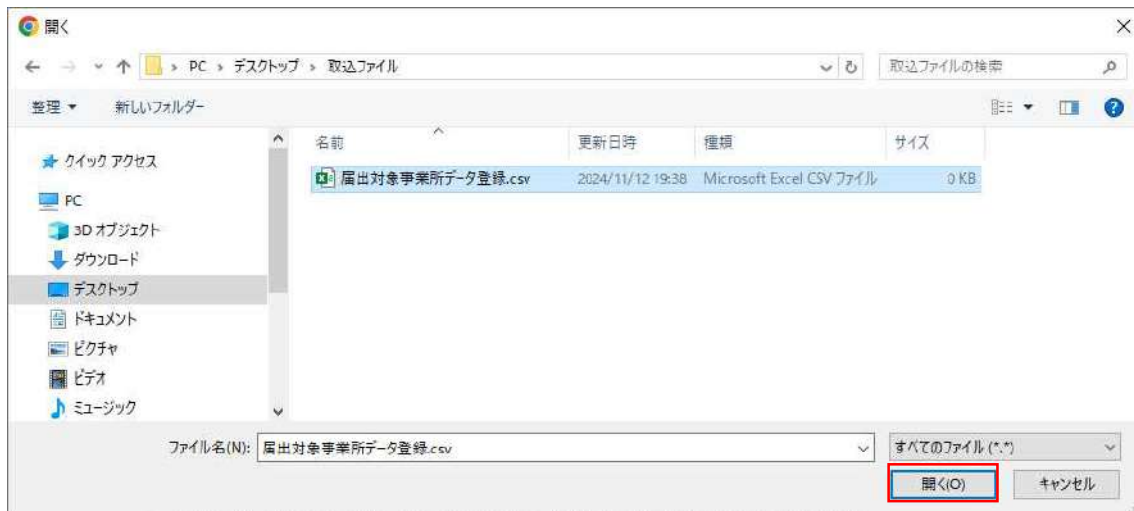 開く
PC › デスクトップ › 取込ファイル
取込ファイルの検索
整理 新しいフォルダー
名前 更新日時 種類 サイズ
届出対象事業所データ登録.csv 2024/11/12 19:38 Microsoft Excel CSV ファイル 0 KB
クイック アクセス
PC
3D オブジェクト
ダウンロード
デスクトップ
ドキュメント
ピクチャ
ビデオ
ミュージック
ファイル名(N): 届出対象事業所データ登録.csv すべてのファイル (*.*)
開く(O) キャンセル